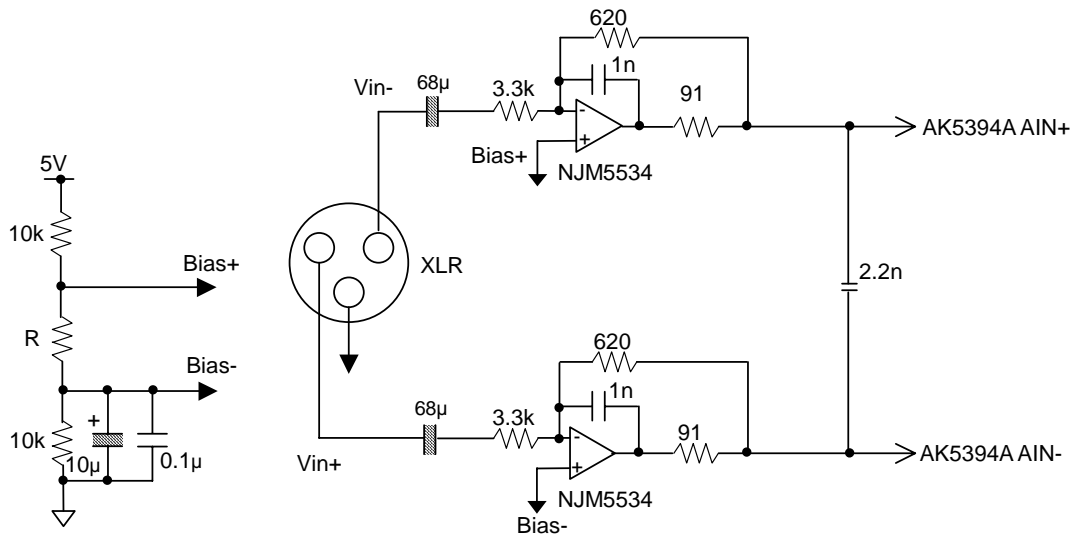 620
1n
Vin-
68µ
3.3k
91
-
+
AK5394A AIN+
Bias+
NJM5534
5V
10k
Bias+
XLR
2.2n
R
Bias-
620
1n
+
68µ
3.3k
91
10k
10µ
0.1µ
Vin+
-
+
AK5394A AIN-
NJM5534
Bias-